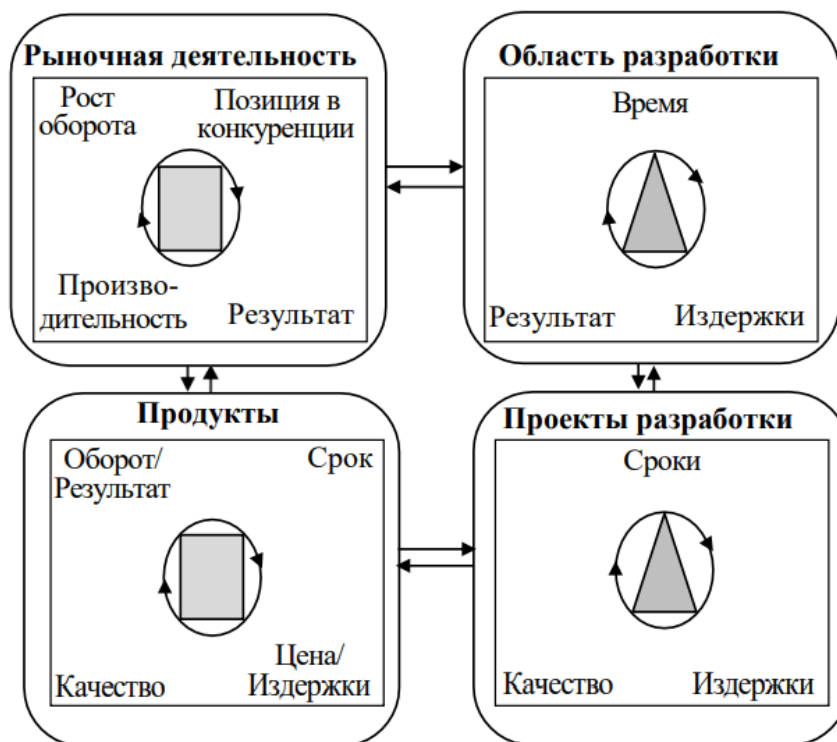 Рыночная деятельность
Рост
оборота
Позиция в
конкуренции
Произво-
дительность
Результат
Область разработки
Время
Результат
Издержки
Продукты
Оборот/
Результат
Срок
Качество
Цена/
Издержки
Проекты разработки
Сроки
Качество
Издержки